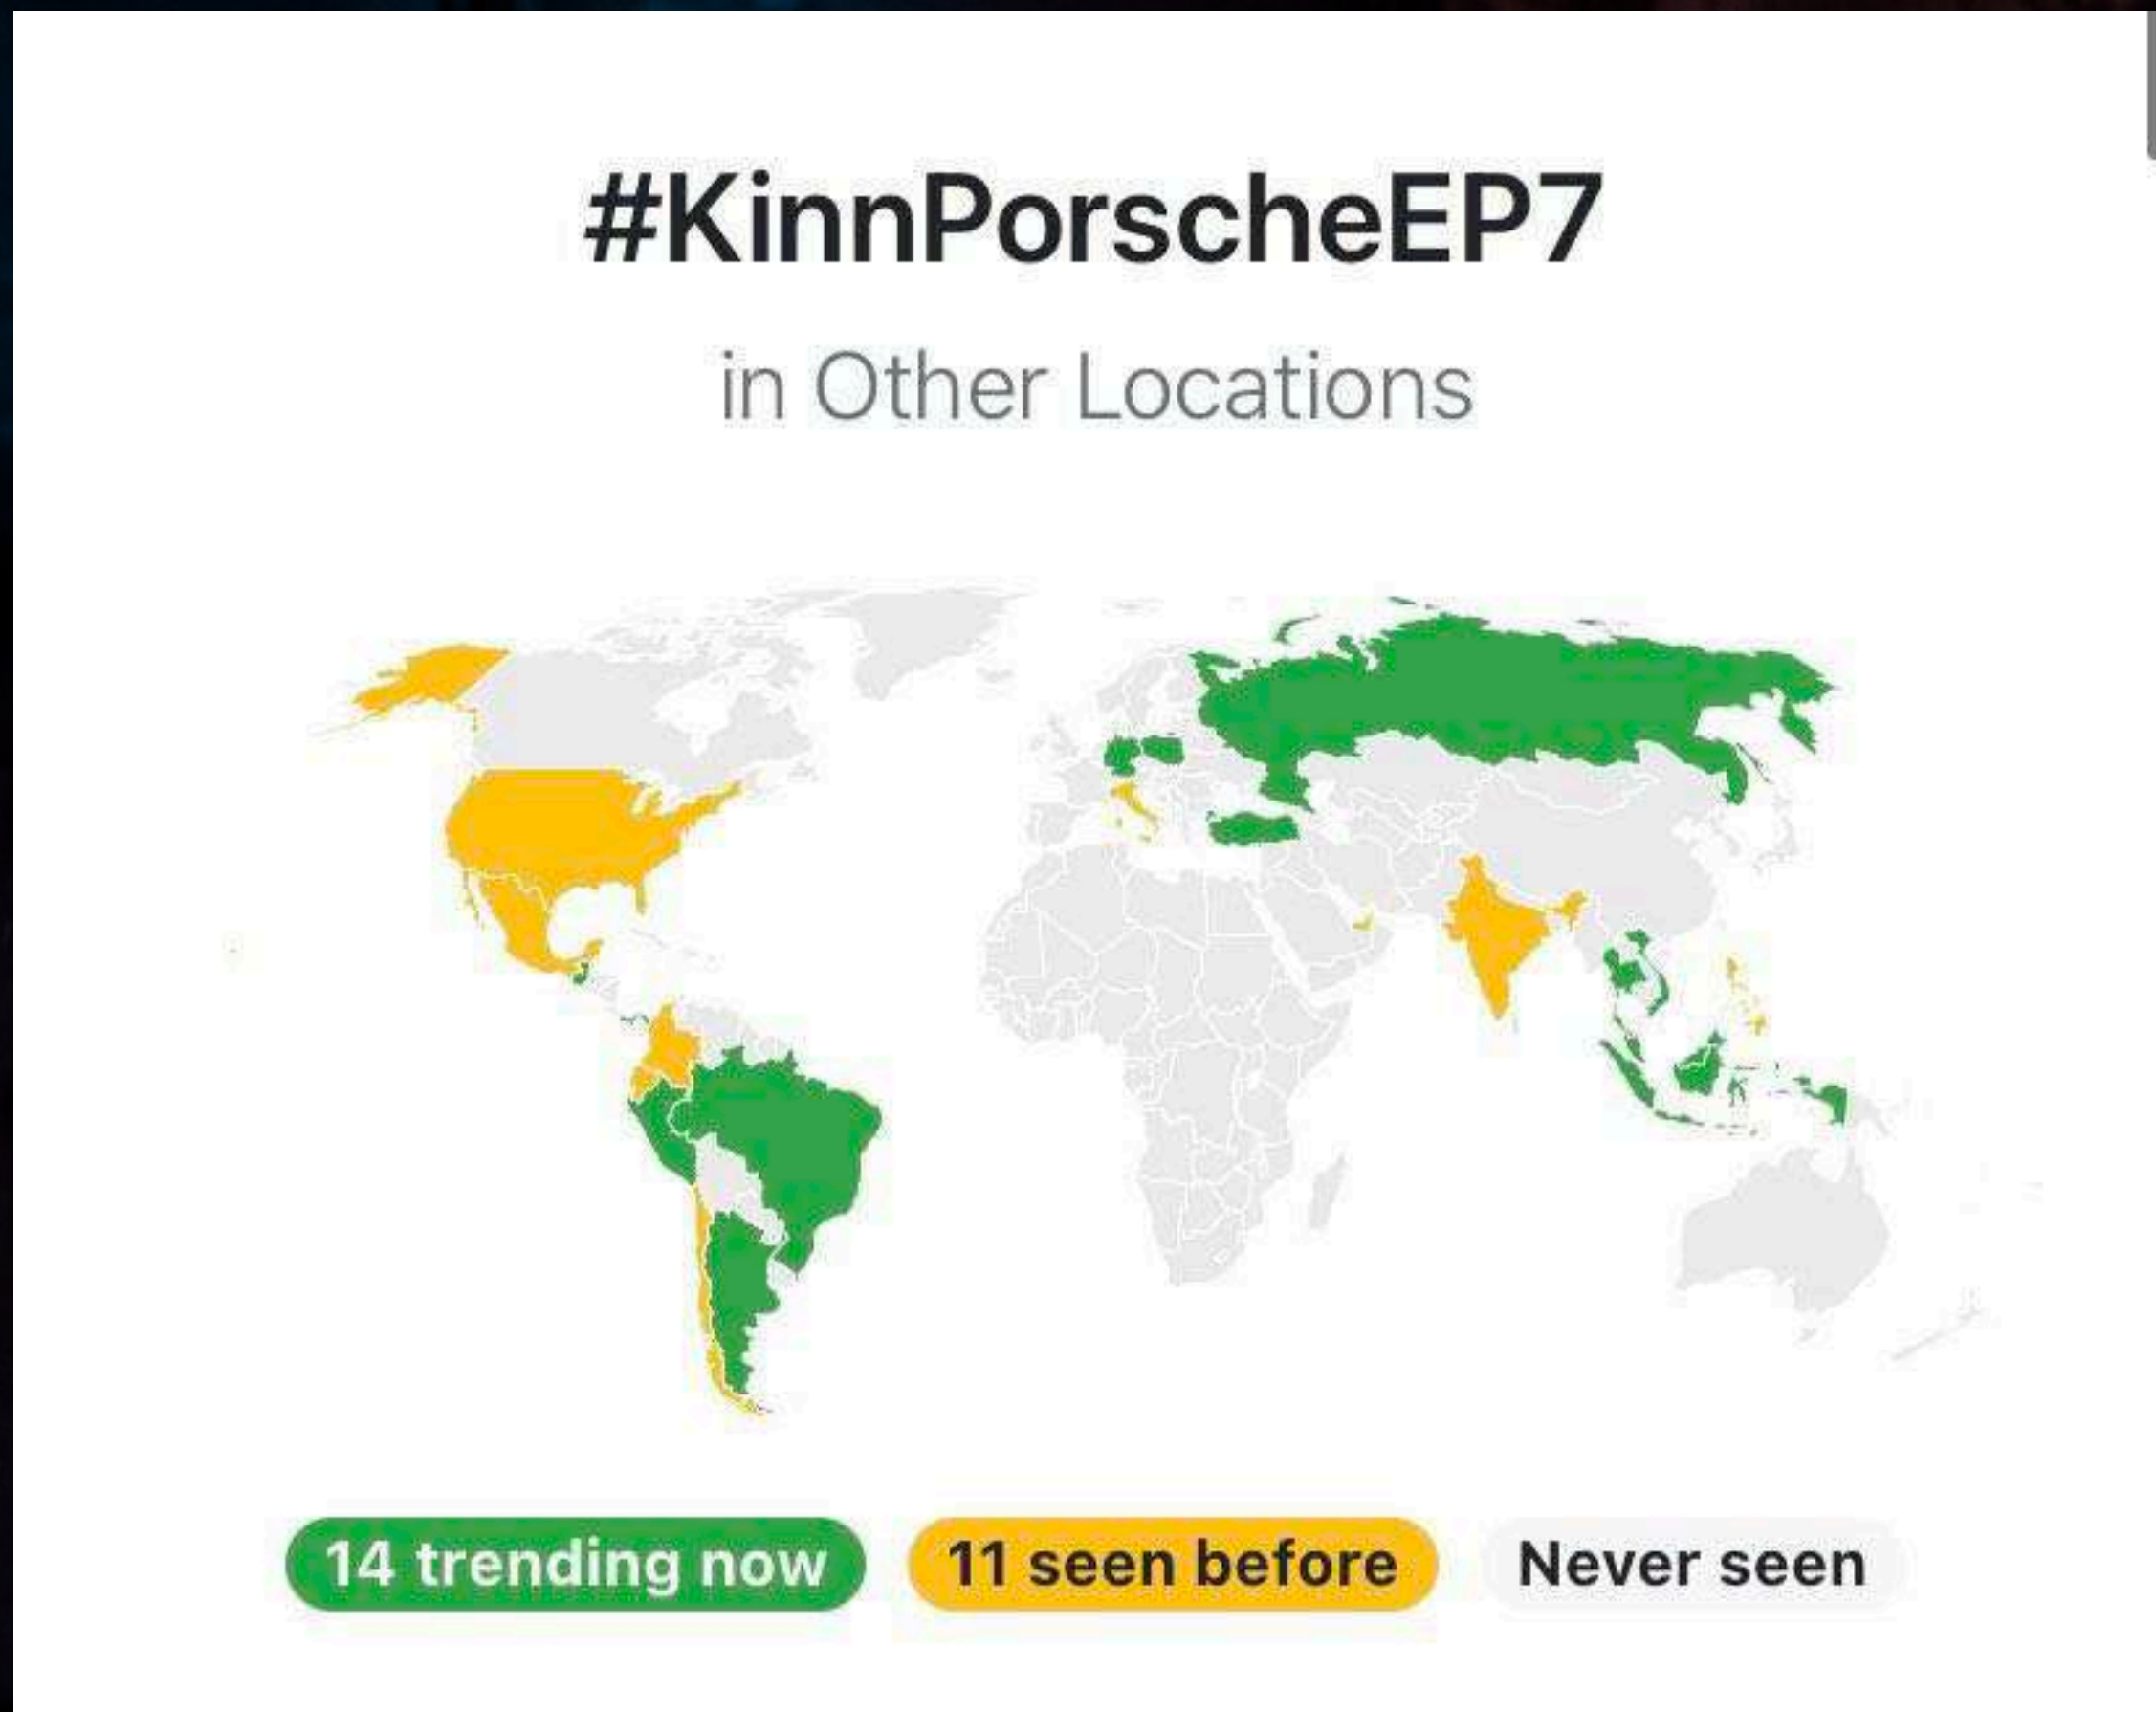 #KinnPorscheEP7
in Other Locations
14 trending now
11 seen before
Never seen